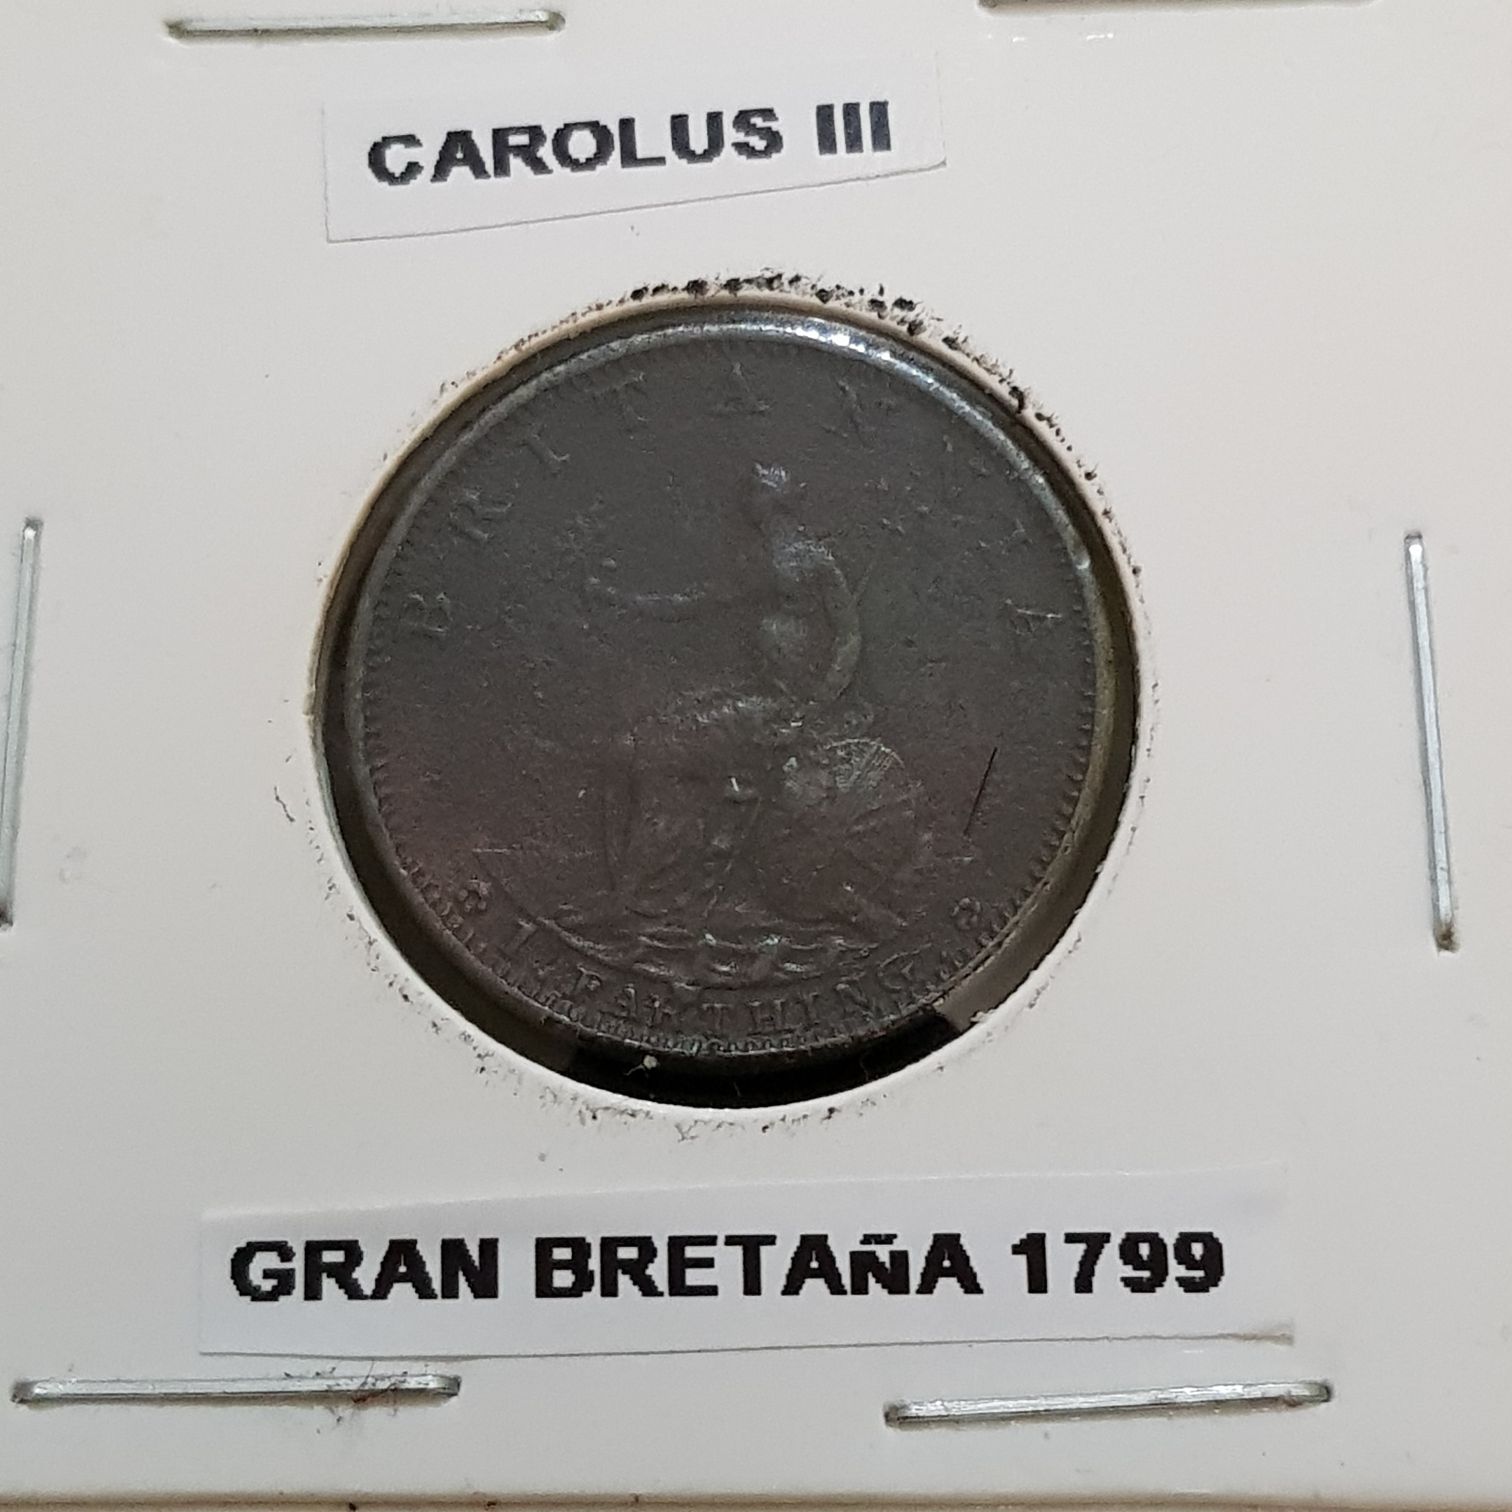 CAROLUS III
BRITANNIA
1 FARTHING
GRAN BRETAñA 1799